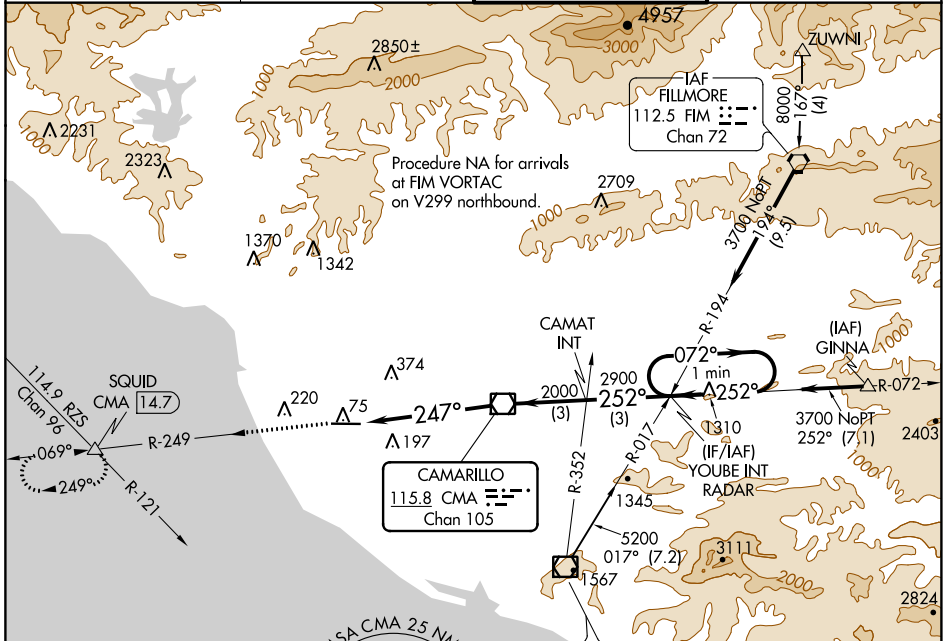 4957
3000
ZUWNI
2850±
2000
1000
8000
167°
(4)
IAF
FILLMORE
112.5 FIM
Chan 72
2231
1000
2323
Procedure NA for arrivals
at FIM VORTAC
on V299 northbound.
2709
1000
3700 NoPT
194°
(9.5)
1370
1342
R-194
CAMAT
INT
(IAF)
GINNA
1000
114.9 RZS
Chan 96
SQUID
CMA 14.7
374
2000
(3)
2900
252°
(3)
072°
1 min
252°
R-072
220
75
247°
3700 NoPT
252° (7.1)
1310
2403
R-249
197
R-017
(IF/IAF)
YOUBE INT
RADAR
1000
069°
249°
R-121
CAMARILLO
115.8 CMA
Chan 105
R-352
1345
5200
017° (7.2)
3111
2000
1567
2824
MSA CMA 25 NM